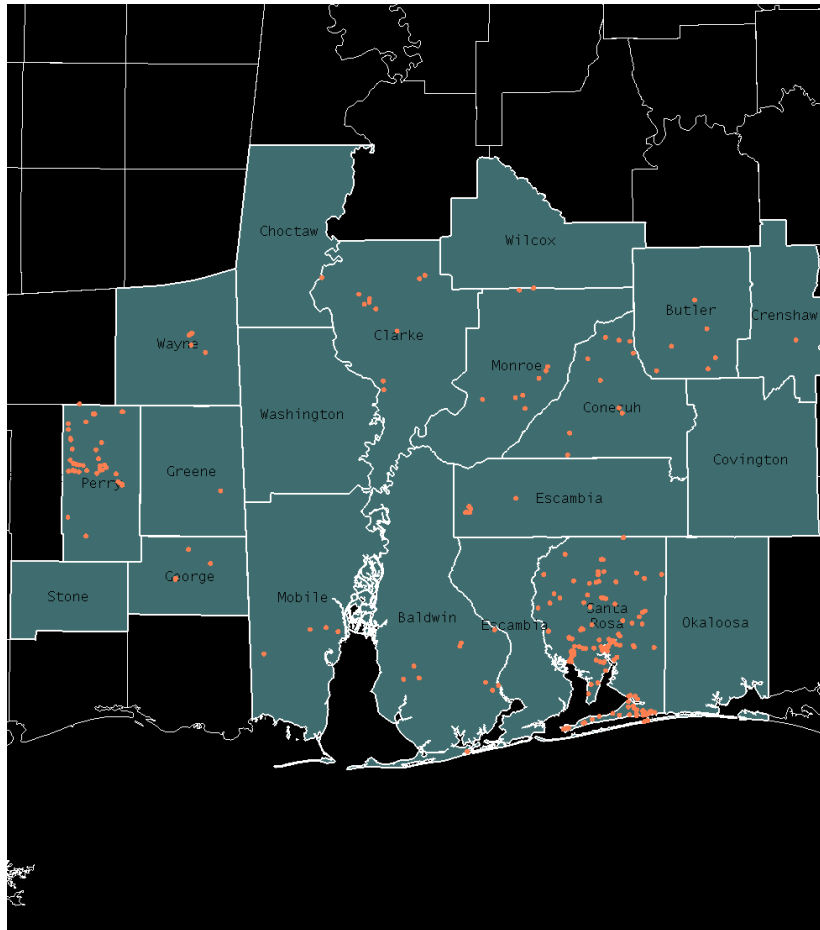 Choctaw
Wilcox
Butler
Crenshaw
Clarke
Wayne
Monroe
Conecuh
Washington
Covington
Greene
Perry
Escambia
George
Stone
Mobile
Baldwin
Escambia
Santa
Rosa
Okaloosa